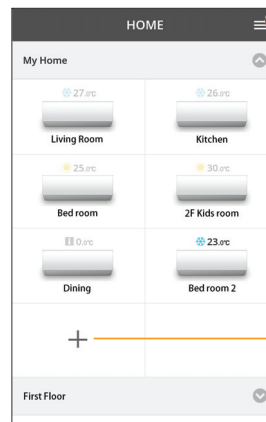 HOME
My Home
27.0℃ 26.0℃
Living Room Kitchen
25.0℃ 30.0℃
Bed room 2F Kids room
0.0℃ 23.0℃
Dining Bed room 2
First Floor